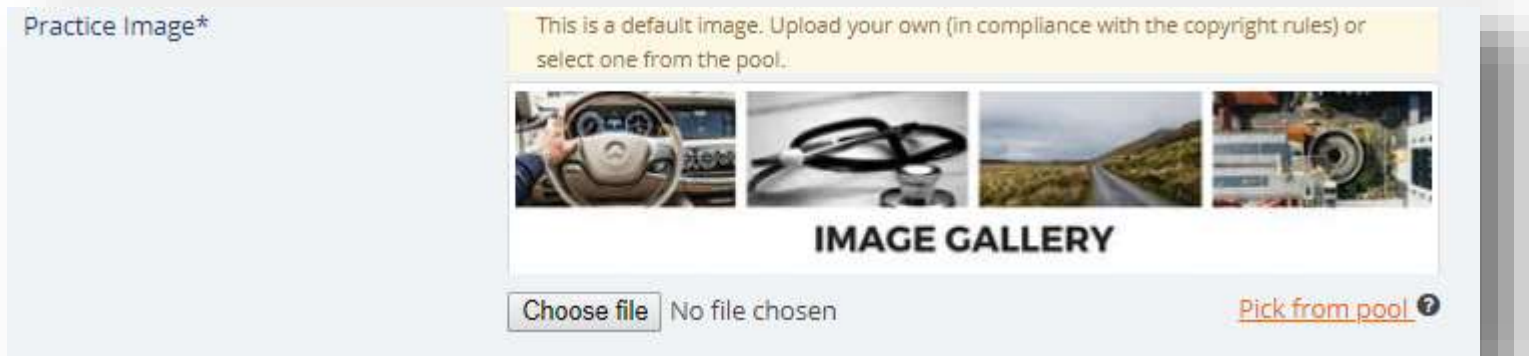 Practice Image*
This is a default image. Upload your own (in compliance with the copyright rules) or
select one from the pool.
IMAGE GALLERY
Choose file No file chosen
Pick from pool